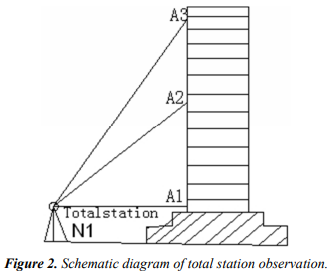 A3
A2
A1
Totalstation
N1
Figure 2. Schematic diagram of total station observation.